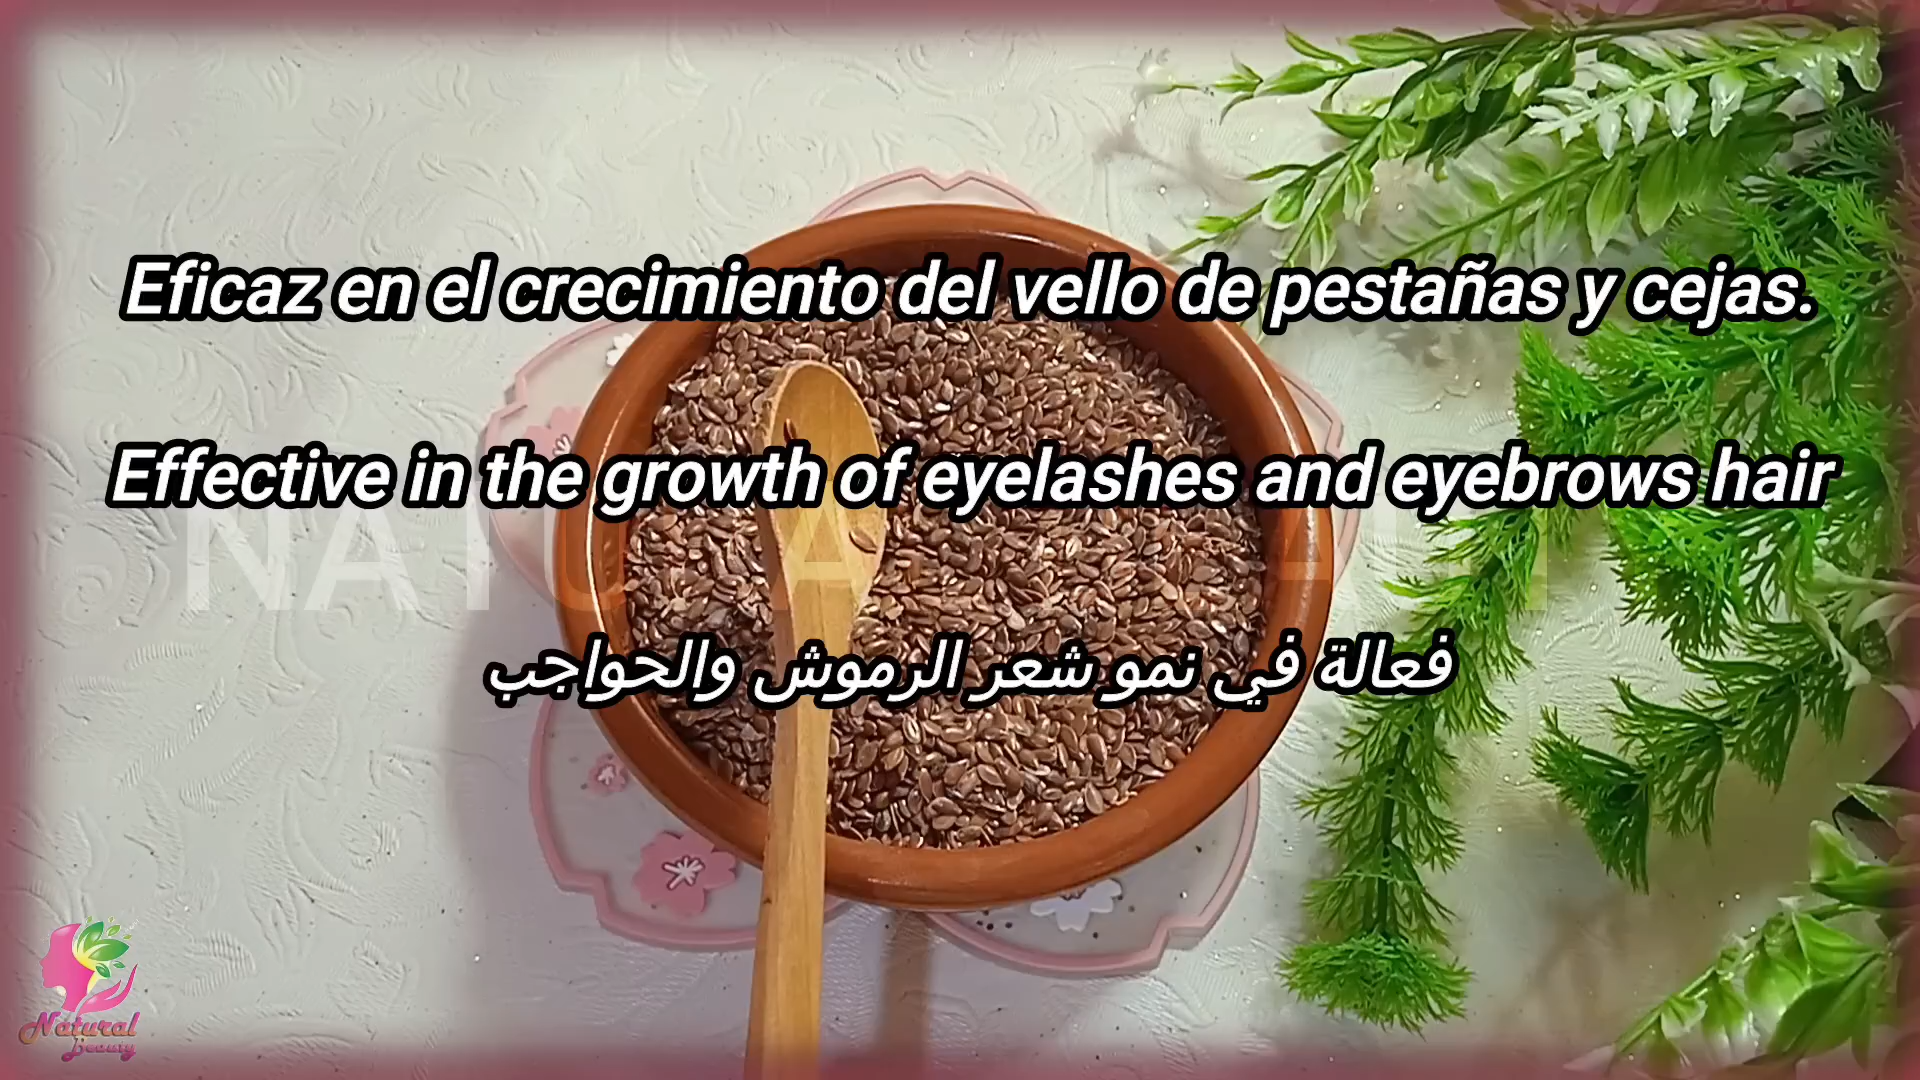 Eficaz en el crecimiento del vello de pestañas y cejas.
Effective in the growth of eyelashes and eyebrows hair
فعالة في نمو شعر الرموش والحواجب
Natural
Beauty